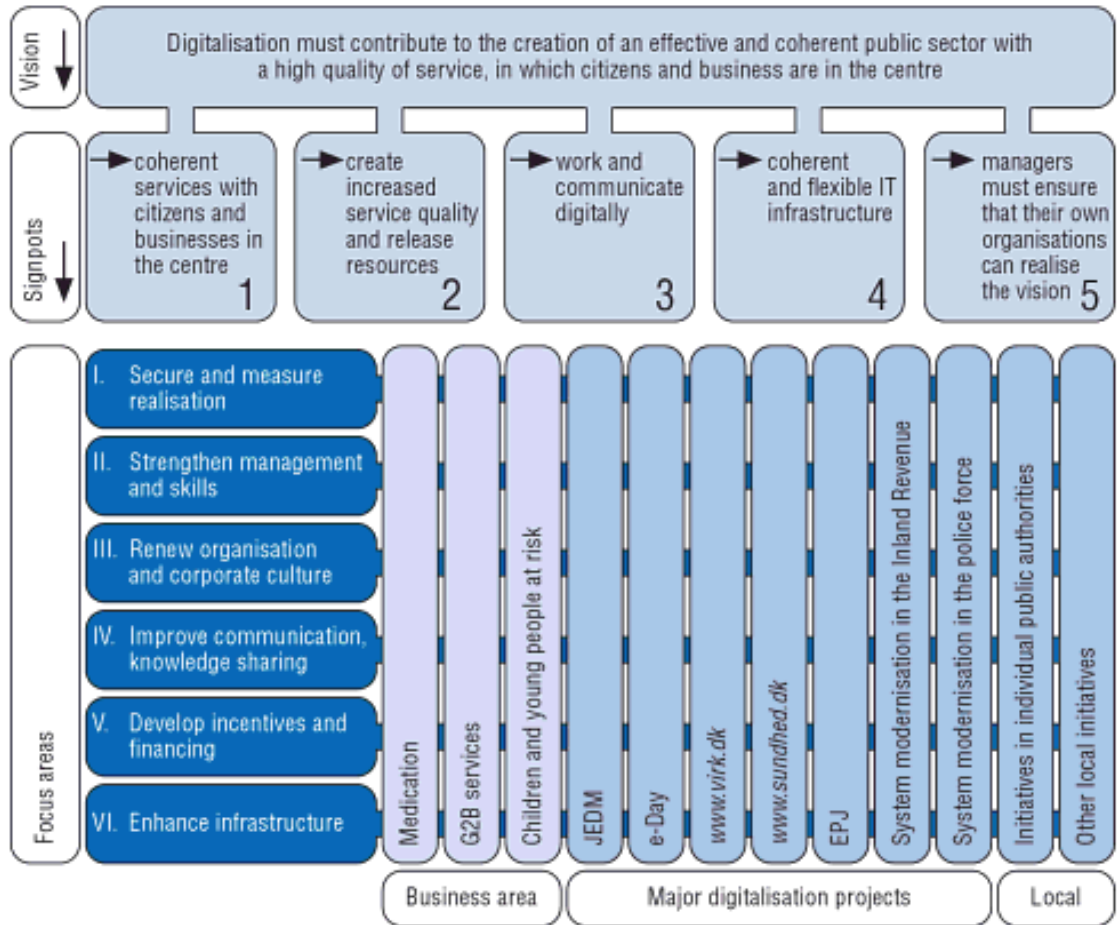 Vision
Digitalisation must contribute to the creation of an effective and coherent public sector with
a high quality of service, in which citizens and business are in the centre
Signpots
coherent
services with
citizens and
businesses in
the centre
1
create
increased
service quality
and release
resources
2
work and
communicate
digitally
3
coherent
and flexible IT
infrastructure
4
managers
must ensure
that their own
organisations
can realise
the vision
5
Focus areas
I. Secure and measure
realisation
II. Strengthen management
and skills
III. Renew organisation
and corporate culture
IV. Improve communication,
knowledge sharing
V. Develop incentives and
financing
VI. Enhance infrastructure
Medication
G2B services
Children and young people at risk
JEDM
e-Day
www.virk.dk
www.sundhed.dk
EPJ
System modernisation in the Inland Revenue
System modernisation in the police force
Initiatives in individual public authorities
Other local initiatives
Business area
Major digitalisation projects
Local